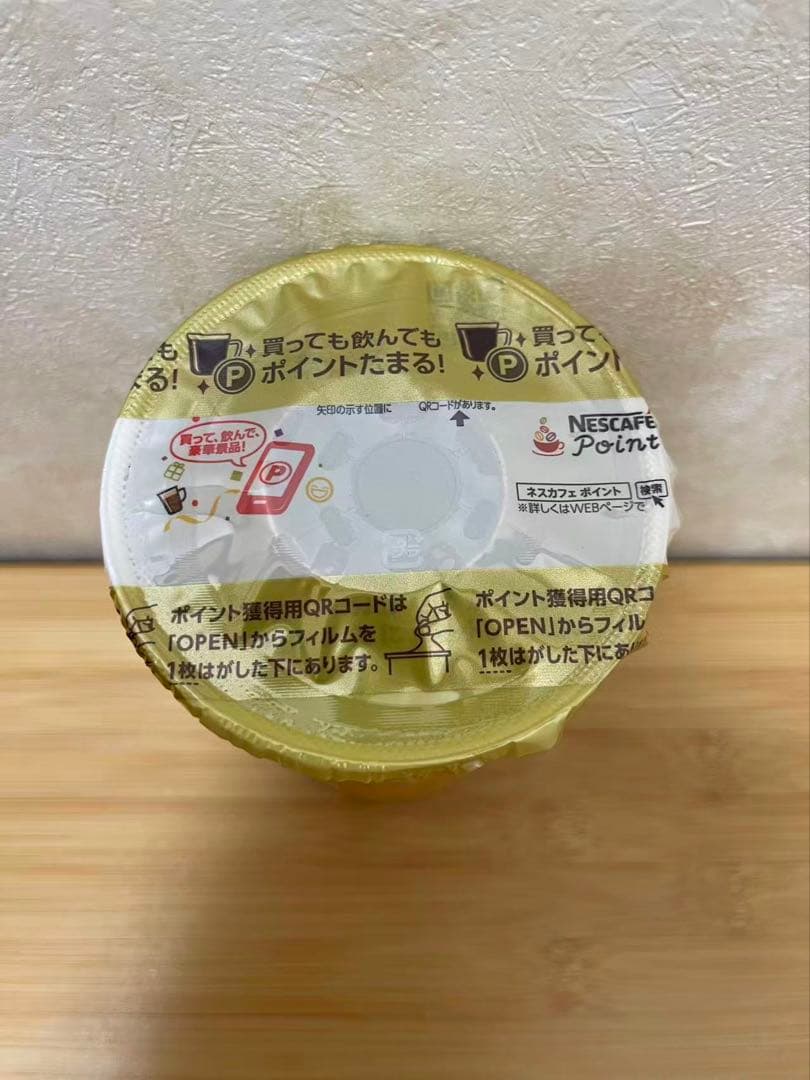 も
る!
買っても飲んでも
ポイントたまる!
買って
ポイント
矢印の示す位置に QRコードがあります。
買って、飲んで、
豪華景品!
NESCAFÉ
Point
ネスカフェ ポイント 検索
※詳しくはWEBページで
ポイント獲得用QRコードは
「OPEN」からフィルムを
1枚はがした下にあります。
ポイント獲得用QRコ
「OPEN」からフィル
1枚はがした下にあ